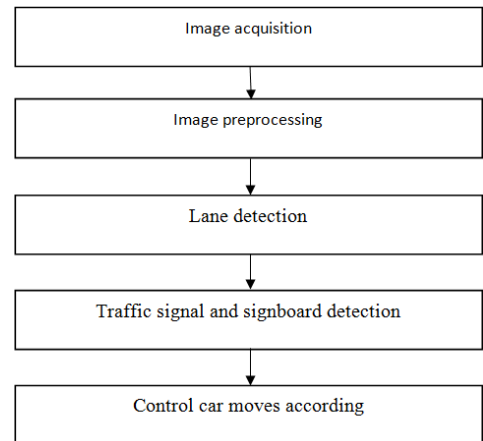 Image acquisition
Image preprocessing
Lane detection
Traffic signal and signboard detection
Control car moves according